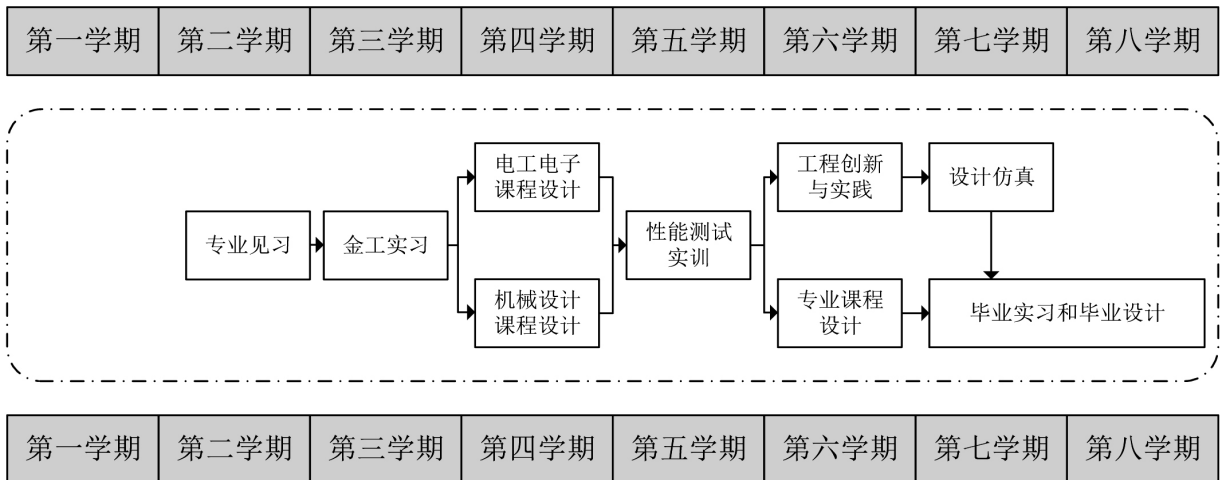 第一学期 第二学期 第三学期 第四学期 第五学期 第六学期 第七学期 第八学期
电工电子
课程设计
工程创新
与实践
设计仿真
专业见习
金工实习
性能测试
实训
机械设计
课程设计
专业课程
设计
毕业实习和毕业设计
第一学期 第二学期 第三学期 第四学期 第五学期 第六学期 第七学期 第八学期